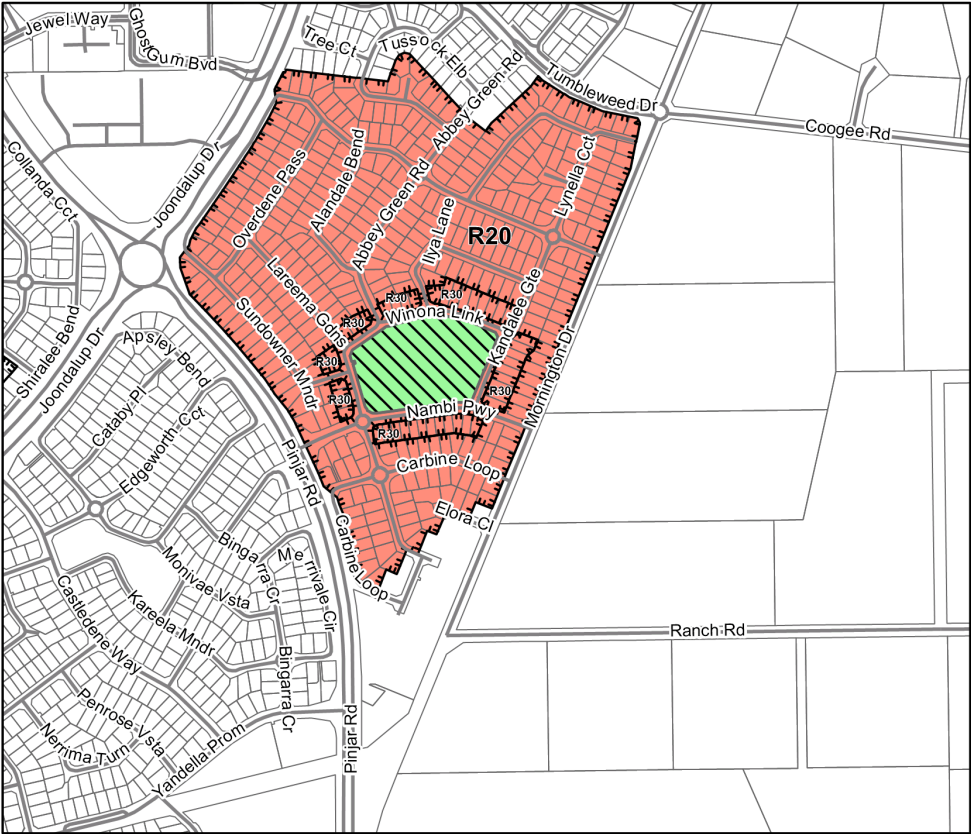 Jewel Way
Ghost Gum Bvd
Tree Ct
Tussock Elb
Abbey Green Rd
Tumbleweed Dr
Coogee Rd
Collanda Cct
Joondalup Dr
Overdene Pass
Alandale Bend
Abbey Green Rd
Lynella Cct
Ilya Lane
R20
Lareema Gdns
Kandalee Gte
R30
R30
Winona Link
R30
Sundowner Mndr
R30
R30
R30
Nambi Pwy
R30
Mornington Dr
Shiralee Bend
Joondalup Dr
Apsley Bend
Cataby Pl
Edgeworth Cct
Pinjar Rd
Carbine Loop
Elora Cl
Carbine Loop
Bingarra Cr
Merrivale Cir
Monivae Vsta
Kareela Mndr
Castledene Way
Ranch Rd
Bingarra Cr
Penrose Vsta
Nerrima Turn
Yandella Prom
Pinjar Rd